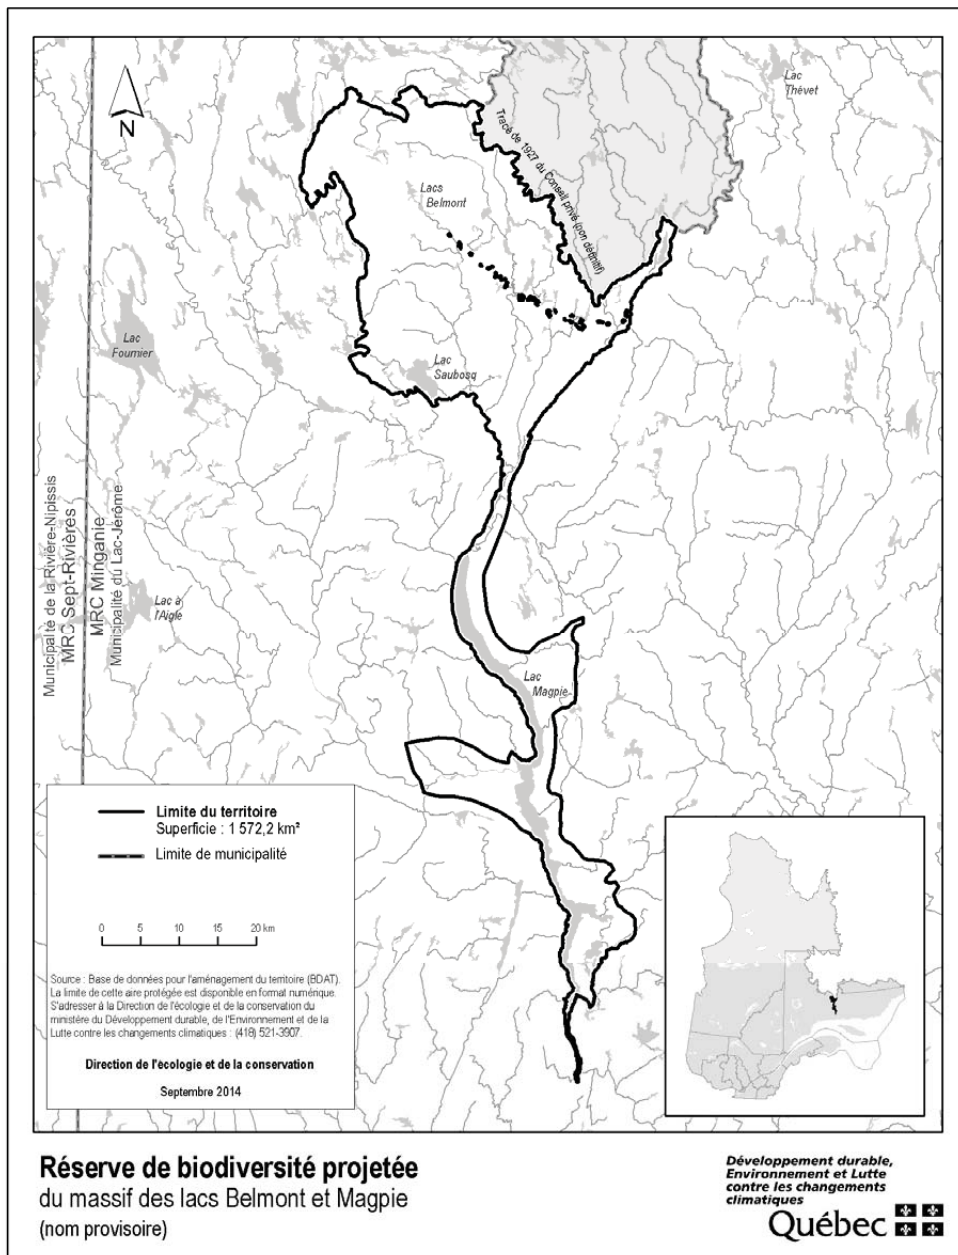 N
Lac
Thévet
Tracé de 1927 du Conseil privé (non définitif)
Lacs
Belmont
Lac
Fournier
Lac
Saubosq
Municipalité de la Rivière-Nipissis
MRC Sept-Rivières
MRC Minganie
Municipalité du Lac-Jérôme
Lac à
l'Aigle
Lac
Magpie
Limite du territoire
Superficie : 1 572,2 km²
Limite de municipalité
0 5 10 15 20 km
Source : Base de données pour l'aménagement du territoire (BDAT).
La limite de cette aire protégée est disponible en format numérique.
S'adresser à la Direction de l'écologie et de la conservation du
ministère du Développement durable, de l'Environnement et de la
Lutte contre les changements climatiques : (418) 521-3907.
Direction de l'écologie et de la conservation
Septembre 2014
Réserve de biodiversité projetée
du massif des lacs Belmont et Magpie
(nom provisoire)
Développement durable,
Environnement et Lutte
contre les changements
climatiques
Québec